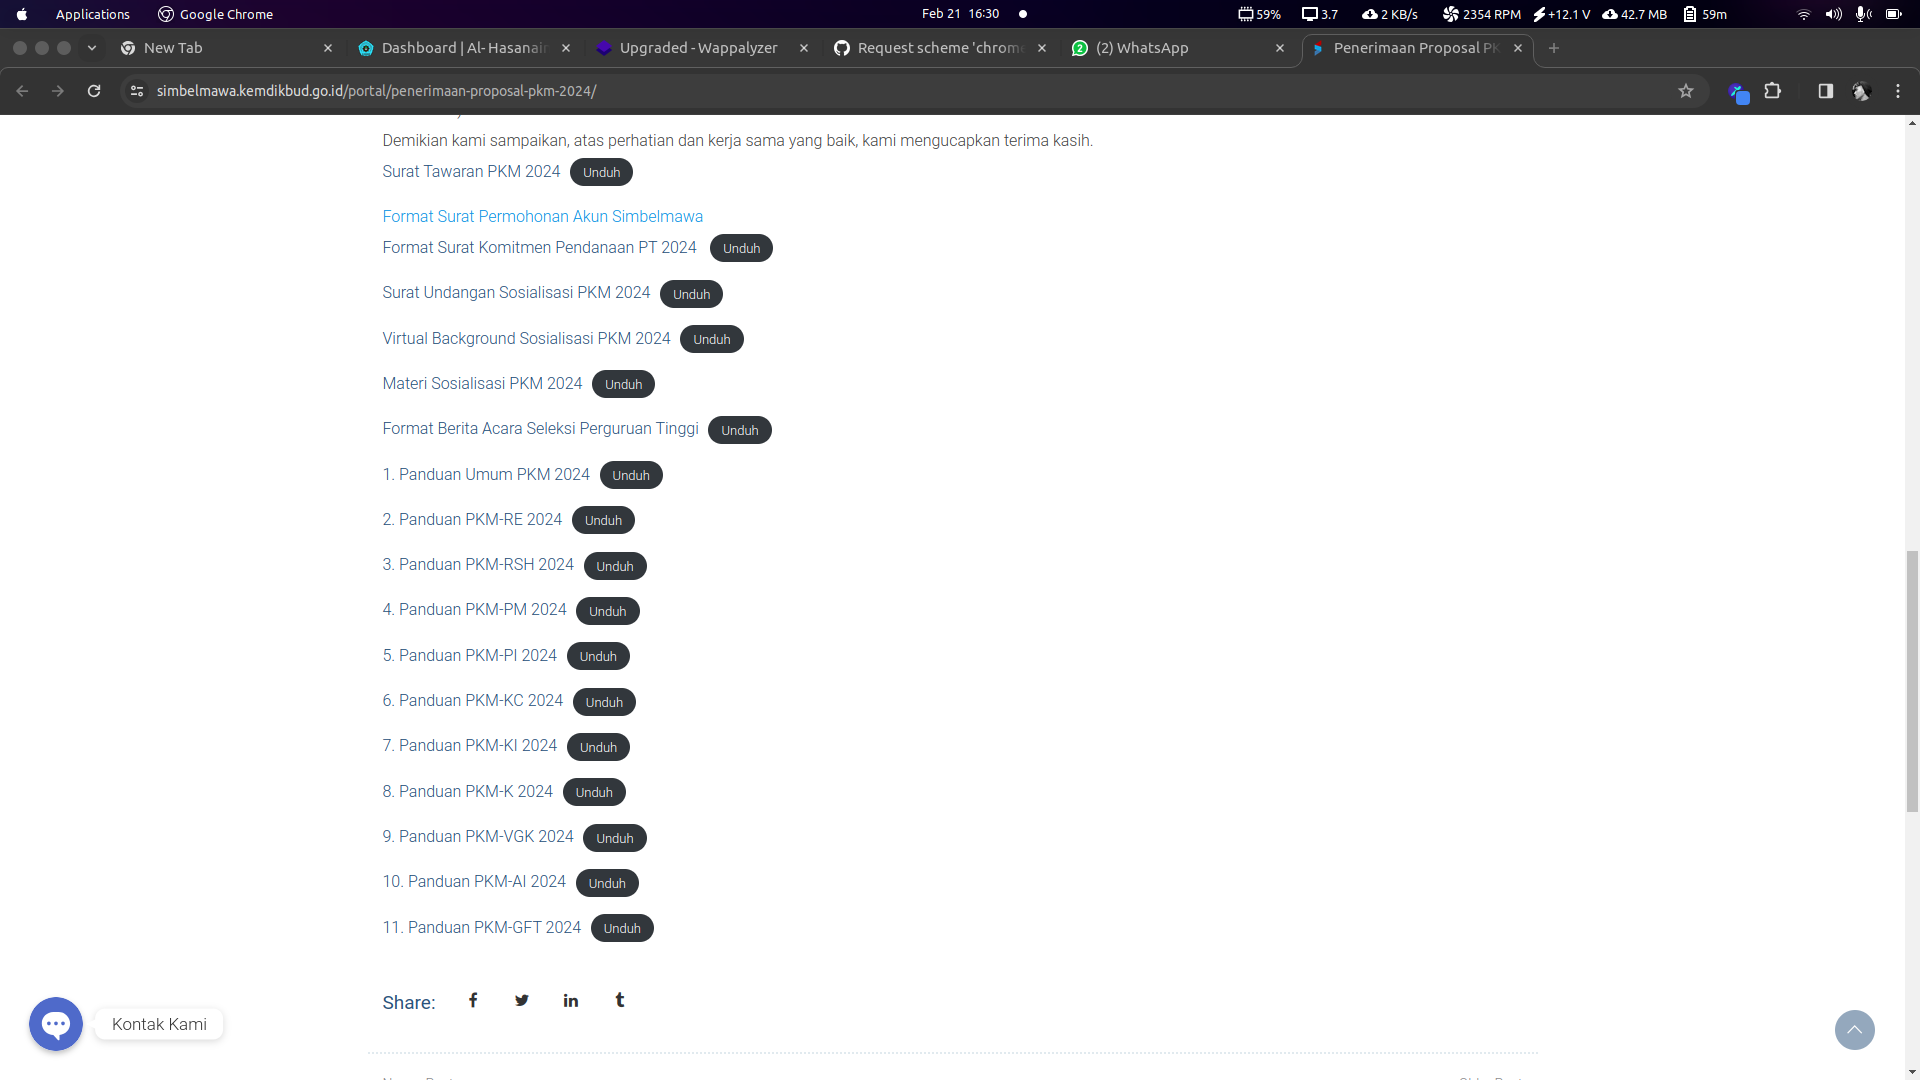 Applications Google Chrome Feb 21 16:30 59% 3.7 2 KB/s 2354 RPM +12.1 V 42.7 MB 59m
New Tab Dashboard | Al-Hasanain Upgraded - Wappalyzer Request scheme 'chrome (2) WhatsApp Penerimaan Proposal PK
simbelmawa.kemdikbud.go.id/portal/penerimaan-proposal-pkm-2024/
Demikian kami sampaikan, atas perhatian dan kerja sama yang baik, kami mengucapkan terima kasih.
Surat Tawaran PKM 2024 Unduh
Format Surat Permohonan Akun Simbelmawa
Format Surat Komitmen Pendanaan PT 2024 Unduh
Surat Undangan Sosialisasi PKM 2024 Unduh
Virtual Background Sosialisasi PKM 2024 Unduh
Materi Sosialisasi PKM 2024 Unduh
Format Berita Acara Seleksi Perguruan Tinggi Unduh
1. Panduan Umum PKM 2024 Unduh
2. Panduan PKM-RE 2024 Unduh
3. Panduan PKM-RSH 2024 Unduh
4. Panduan PKM-PM 2024 Unduh
5. Panduan PKM-PI 2024 Unduh
6. Panduan PKM-KC 2024 Unduh
7. Panduan PKM-KI 2024 Unduh
8. Panduan PKM-K 2024 Unduh
9. Panduan PKM-VGK 2024 Unduh
10. Panduan PKM-AI 2024 Unduh
11. Panduan PKM-GFT 2024 Unduh
Share:
Kontak Kami